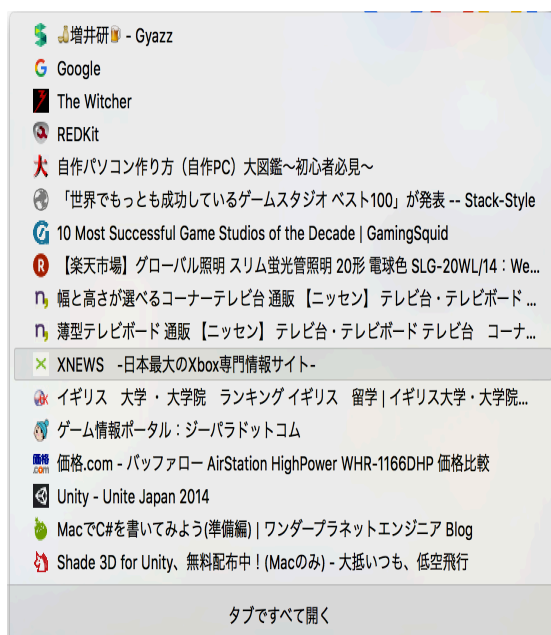 🍶増井研🍺 - Gyazz
Google
The Witcher
REDKit
自作パソコン作り方（自作PC）大図鑑～初心者必見～
「世界でもっとも成功しているゲームスタジオ ベスト100」が発表 -- Stack-Style
10 Most Successful Game Studios of the Decade | GamingSquid
【楽天市場】グローバル照明 スリム蛍光管照明 20形 電球色 SLG-20WL/14：We...
幅と高さが選べるコーナーテレビ台 通販 【ニッセン】 テレビ台・テレビボード ...
薄型テレビボード 通販 【ニッセン】 テレビ台・テレビボード テレビ台　コーナ...
XNEWS　-日本最大のXbox専門情報サイト-
イギリス　大学 ・ 大学院　ランキング イギリス　留学 | イギリス大学・大学院...
ゲーム情報ポータル：ジーパラドットコム
価格.com - バッファロー AirStation HighPower WHR-1166DHP 価格比較
Unity - Unite Japan 2014
MacでC#を書いてみよう(準備編) | ワンダープラネットエンジニア Blog
Shade 3D for Unity、無料配布中！(Macのみ) - 大抵いつも、低空飛行
タブですべて開く